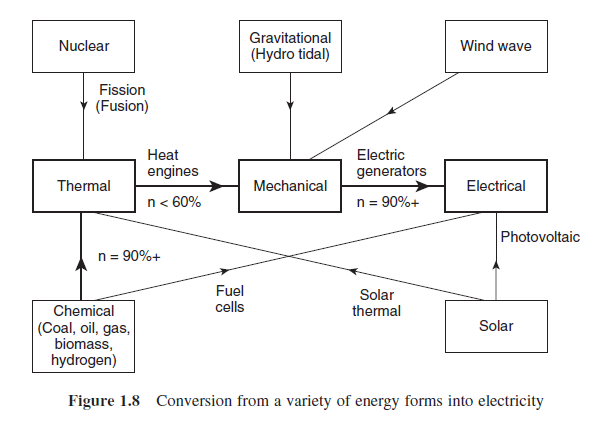 Nuclear
Gravitational
(Hydro tidal)
Wind wave
Fission
(Fusion)
Thermal
Heat
engines
n < 60%
Mechanical
Electric
generators
n = 90%+
Electrical
n = 90%+
Photovoltaic
Fuel
cells
Solar
thermal
Chemical
(Coal, oil, gas,
biomass,
hydrogen)
Solar
Figure 1.8 Conversion from a variety of energy forms into electricity